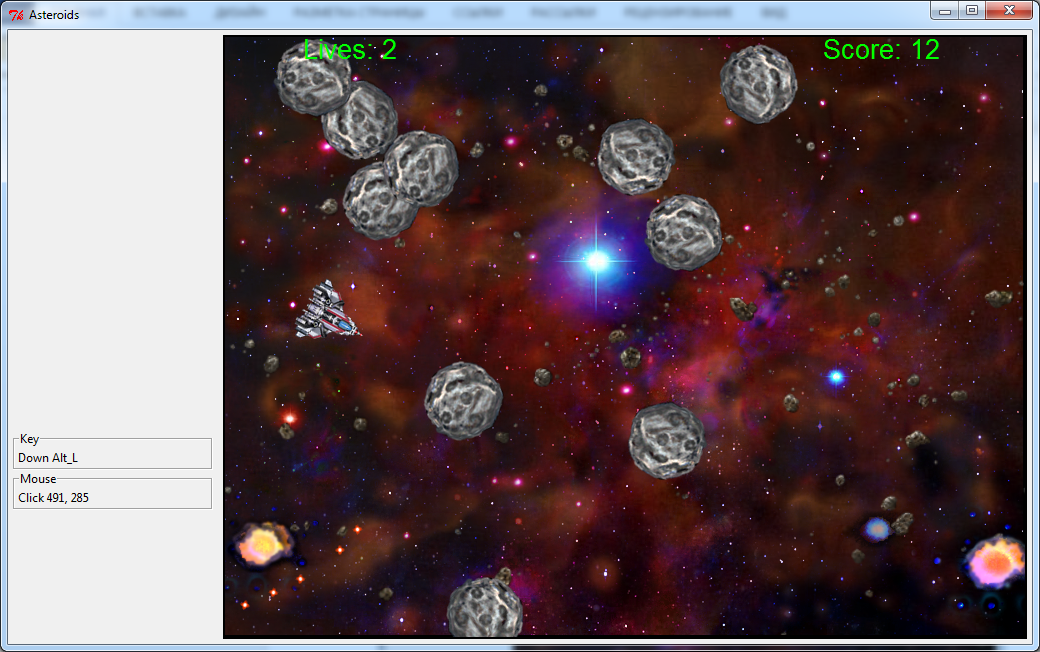 Asteroids
Lives: 2
Score: 12
Key
Down Alt_L
Mouse
Click 491, 285